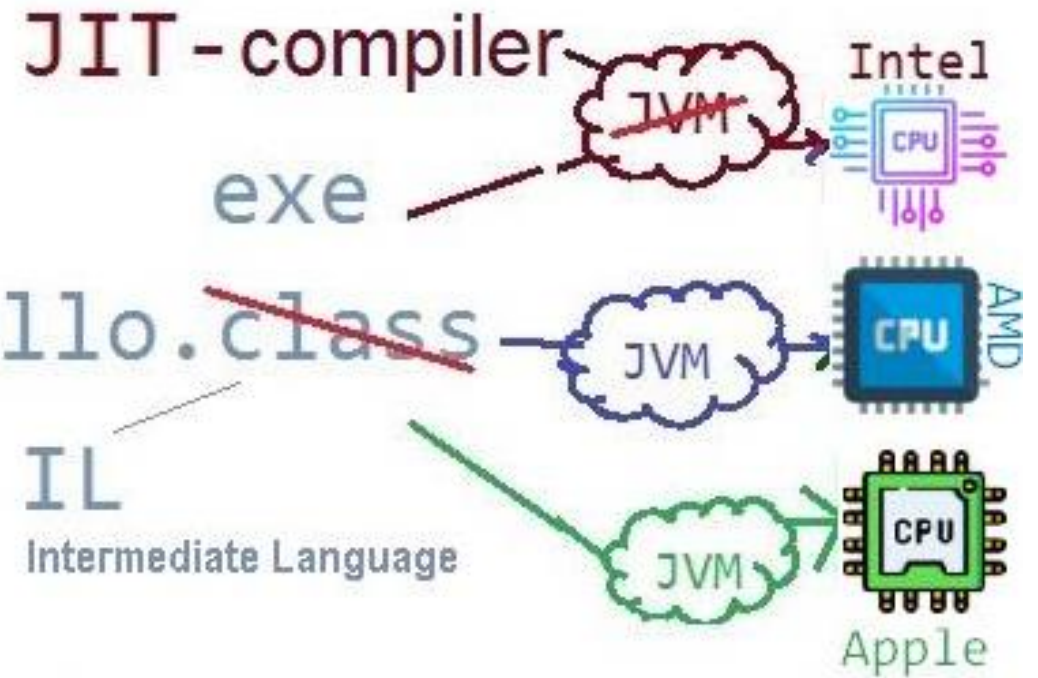 JIT-compiler
JVM
Intel
CPU
exe
llo.class
JVM
CPU
AMD
IL
Intermediate Language
JVM
CPU
Apple